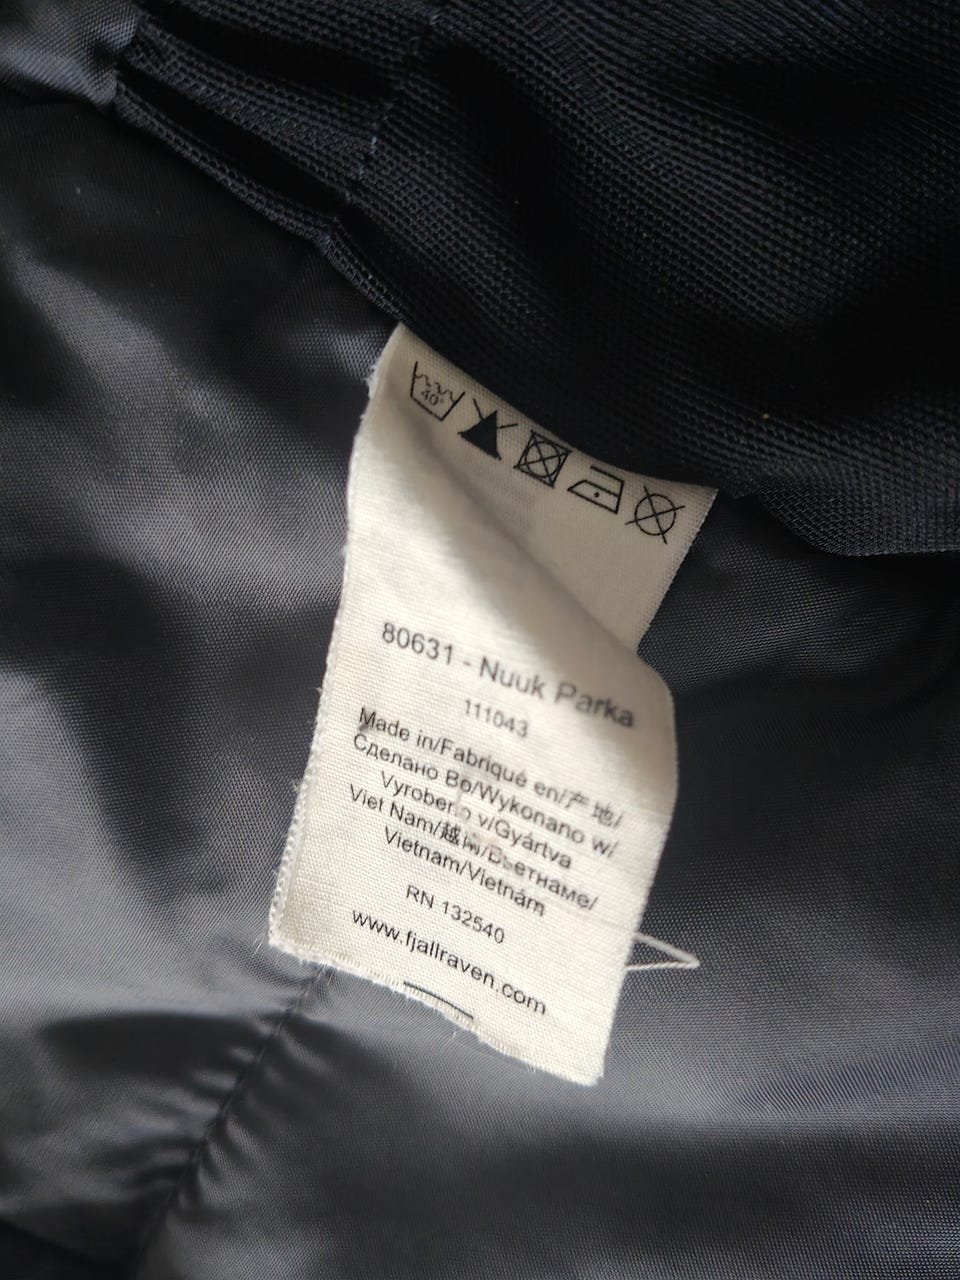 40°
80631 - Nuuk Parka
111043
Made in/Fabriqué en/产 地/
Сделано Во/Wykonano w/
Vyrobeno v/Gyártva
Viet Nam/越南/Вьетнаме/
Vietnam/Vietnám
RN 132540
www.fjallraven.com